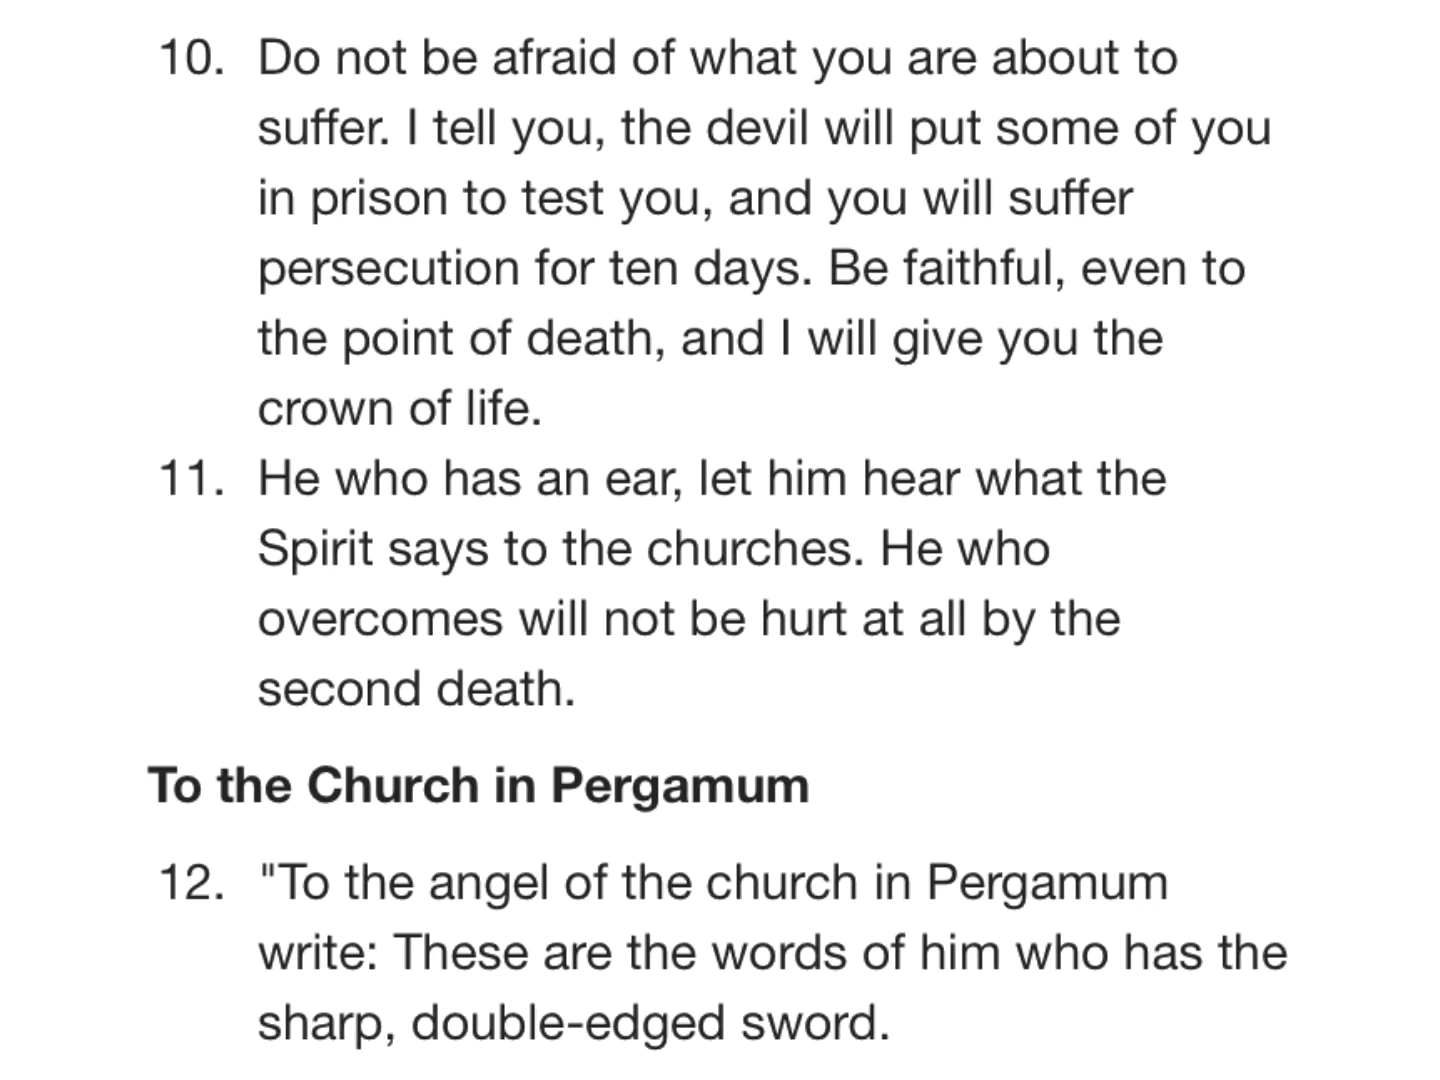 10. Do not be afraid of what you are about to
suffer. I tell you, the devil will put some of you
in prison to test you, and you will suffer
persecution for ten days. Be faithful, even to
the point of death, and I will give you the
crown of life.
11. He who has an ear, let him hear what the
Spirit says to the churches. He who
overcomes will not be hurt at all by the
second death.
To the Church in Pergamum
12. "To the angel of the church in Pergamum
write: These are the words of him who has the
sharp, double-edged sword.